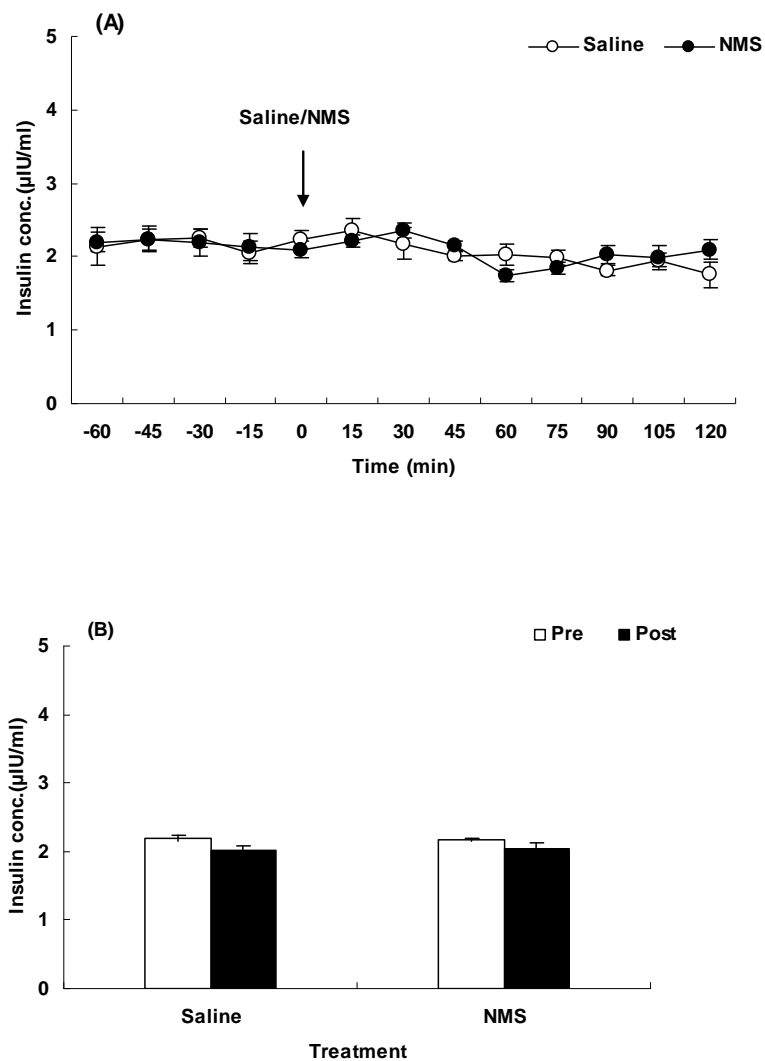 (A)
Saline NMS
Saline/NMS
Insulin conc.(µIU/ml)
5
4
3
2
1
0
-60 -45 -30 -15 0 15 30 45 60 75 90 105 120
Time (min)
(B)
Pre Post
Insulin conc.(µIU/ml)
5
4
3
2
1
0
Saline NMS
Treatment